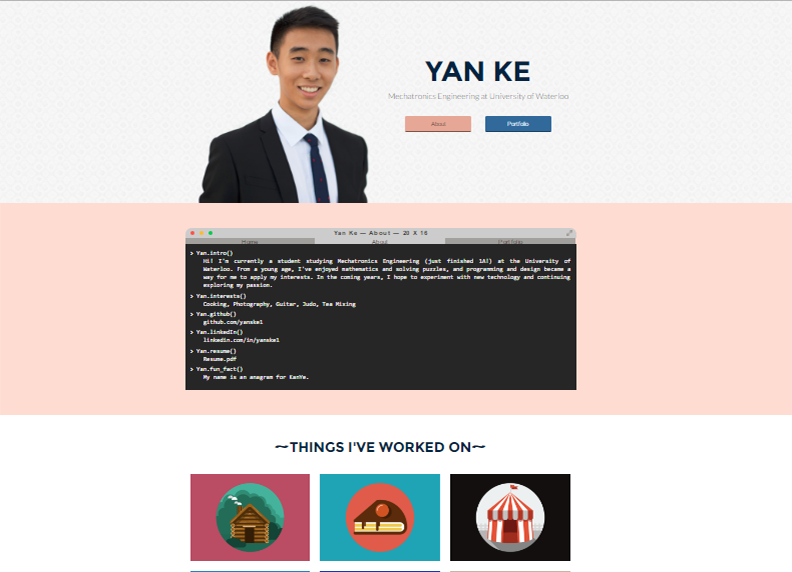 YAN KE
Mechatronics Engineering at University of Waterloo
About
Portfolio
Yan Ke — About — 20 X 16
Home
About
Portfolio
> Yan.intro()
Hi! I'm currently a student studying Mechatronics Engineering (just finished 1A!) at the University of
Waterloo. From a young age, I've enjoyed mathematics and solving puzzles, and programming and design became a
way for me to apply my interests. In the coming years, I hope to experiment with new technology and continue
exploring my passion.
> Yan.interests()
Cooking, Photography, Guitar, Judo, Tea Mixing
> Yan.github()
github.com/yanske1
> Yan.linkedIn()
linkedin.com/in/yanske1
> Yan.resume()
Resume.pdf
> Yan.fun_fact()
My name is an anagram for KanYe.
~THINGS I'VE WORKED ON~